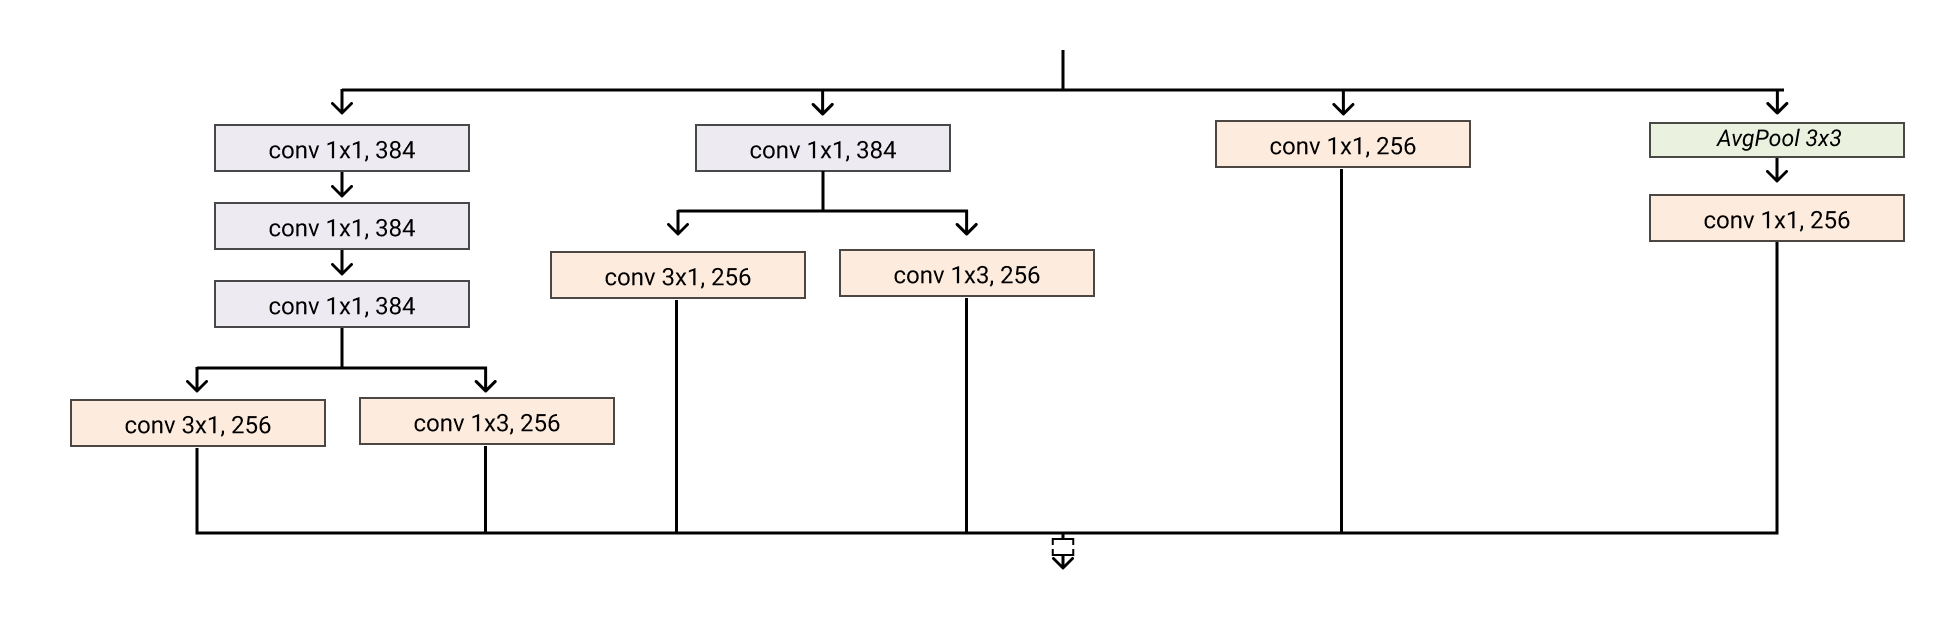 conv 1x1, 384
conv 1x1, 384
conv 1x1, 384
conv 3x1, 256
conv 1x3, 256
conv 1x1, 384
conv 3x1, 256
conv 1x3, 256
conv 1x1, 256
AvgPool 3x3
conv 1x1, 256